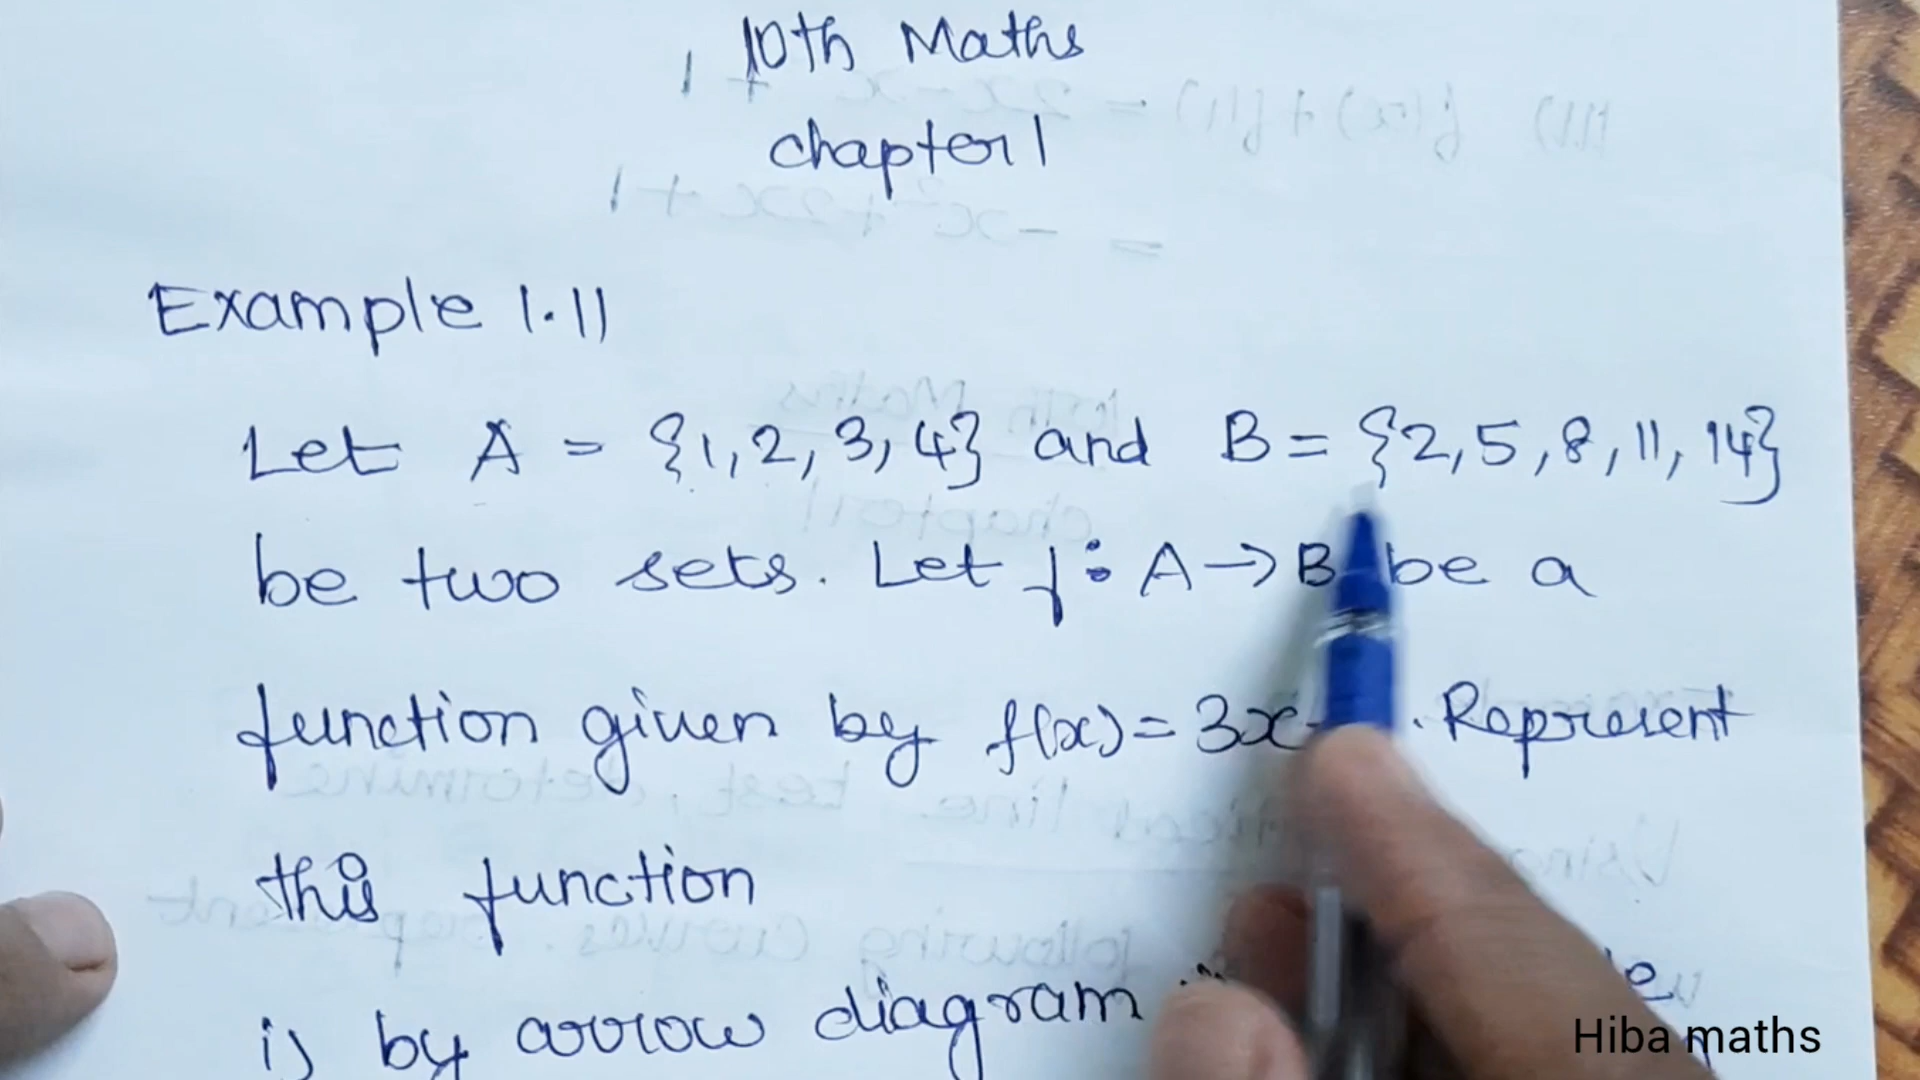 10th Maths
chapter 1
Example 1.11
Let A = {1, 2, 3, 4} and B = {2, 5, 8, 11, 14}
be two sets. Let f: A → B be a
function given by f(x) = 3x- . Represent
this function
i) by arrow diagram
Hiba maths